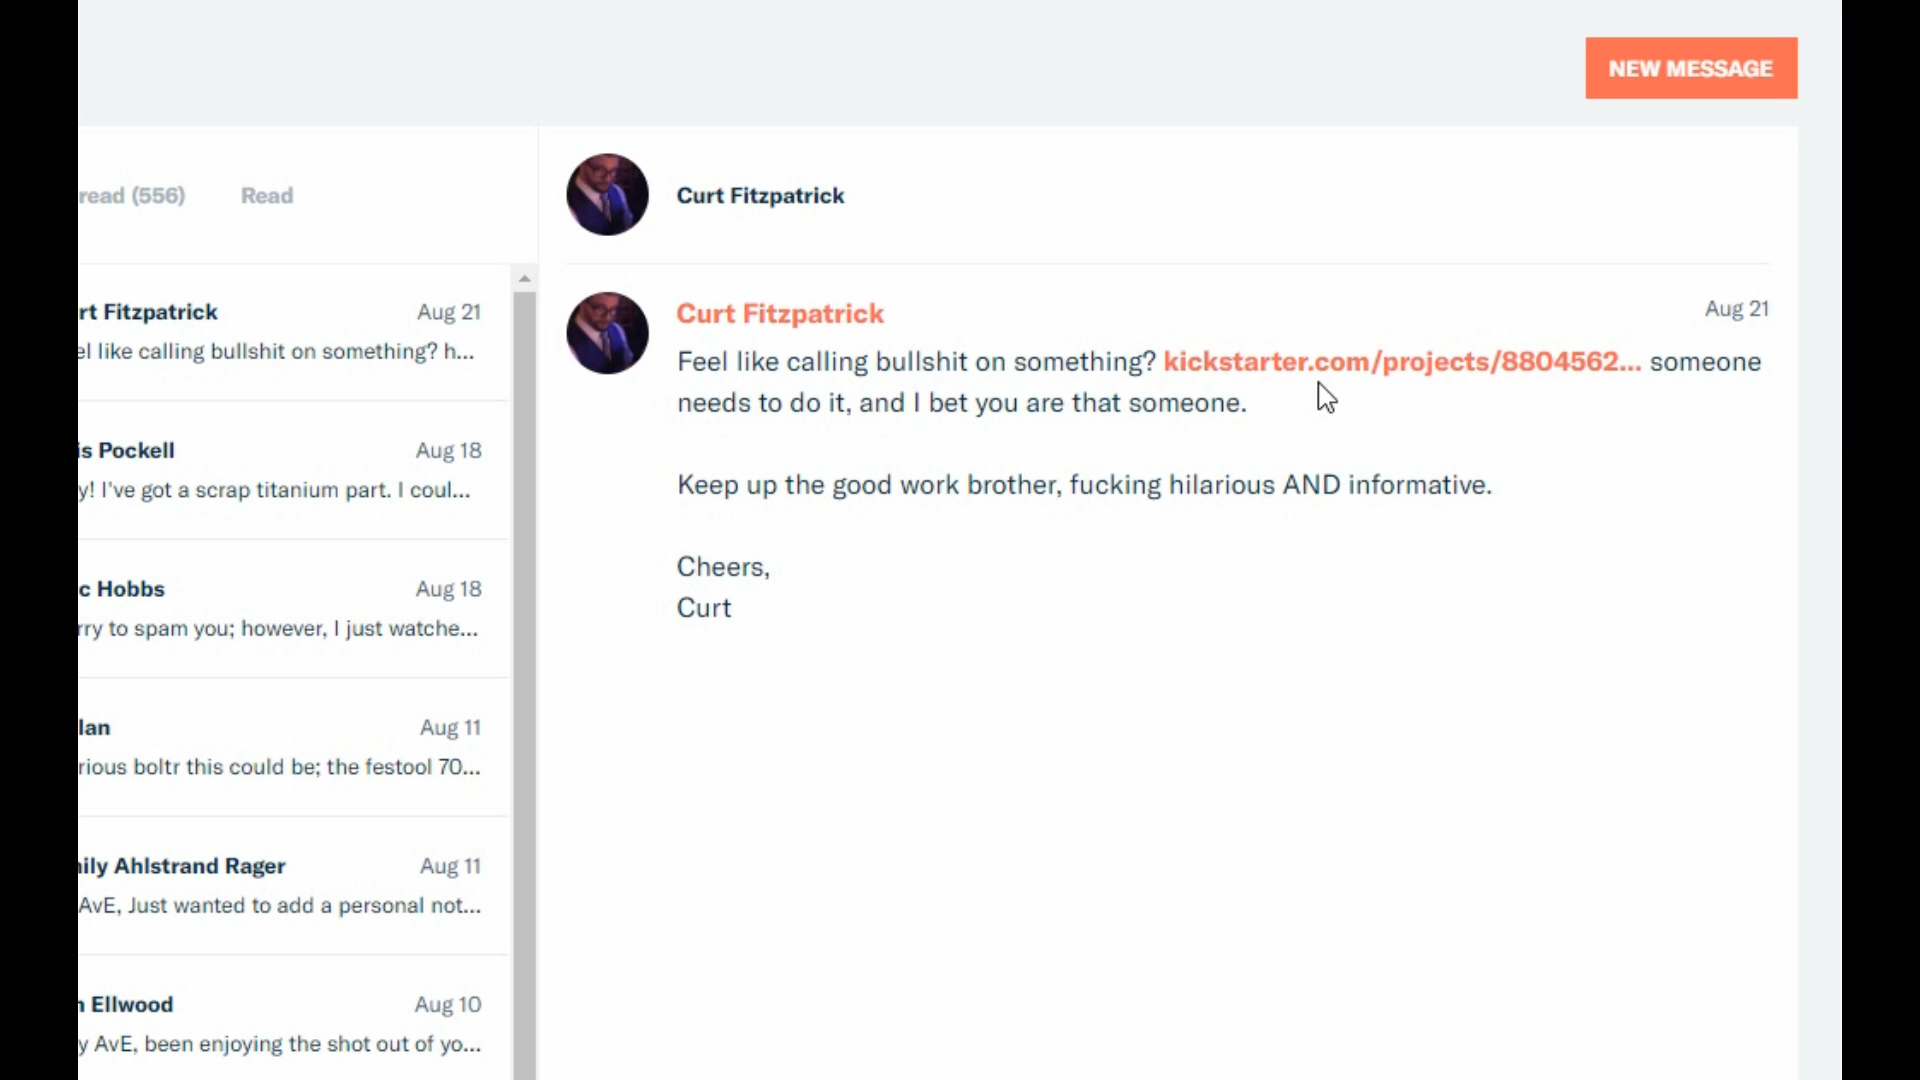 NEW MESSAGE
read (556) Read
Curt Fitzpatrick
rt Fitzpatrick Aug 21
el like calling bullshit on something? h...
is Pockell Aug 18
y! I've got a scrap titanium part. I coul...
c Hobbs Aug 18
rry to spam you; however, I just watche...
lan Aug 11
rious boltr this could be; the festool 70...
ily Ahlstrand Rager Aug 11
AvE, Just wanted to add a personal not...
Ellwood Aug 10
y AvE, been enjoying the shot out of yo...
Curt Fitzpatrick Aug 21
Feel like calling bullshit on something? kickstarter.com/projects/8804562... someone
needs to do it, and I bet you are that someone.
Keep up the good work brother, fucking hilarious AND informative.
Cheers,
Curt